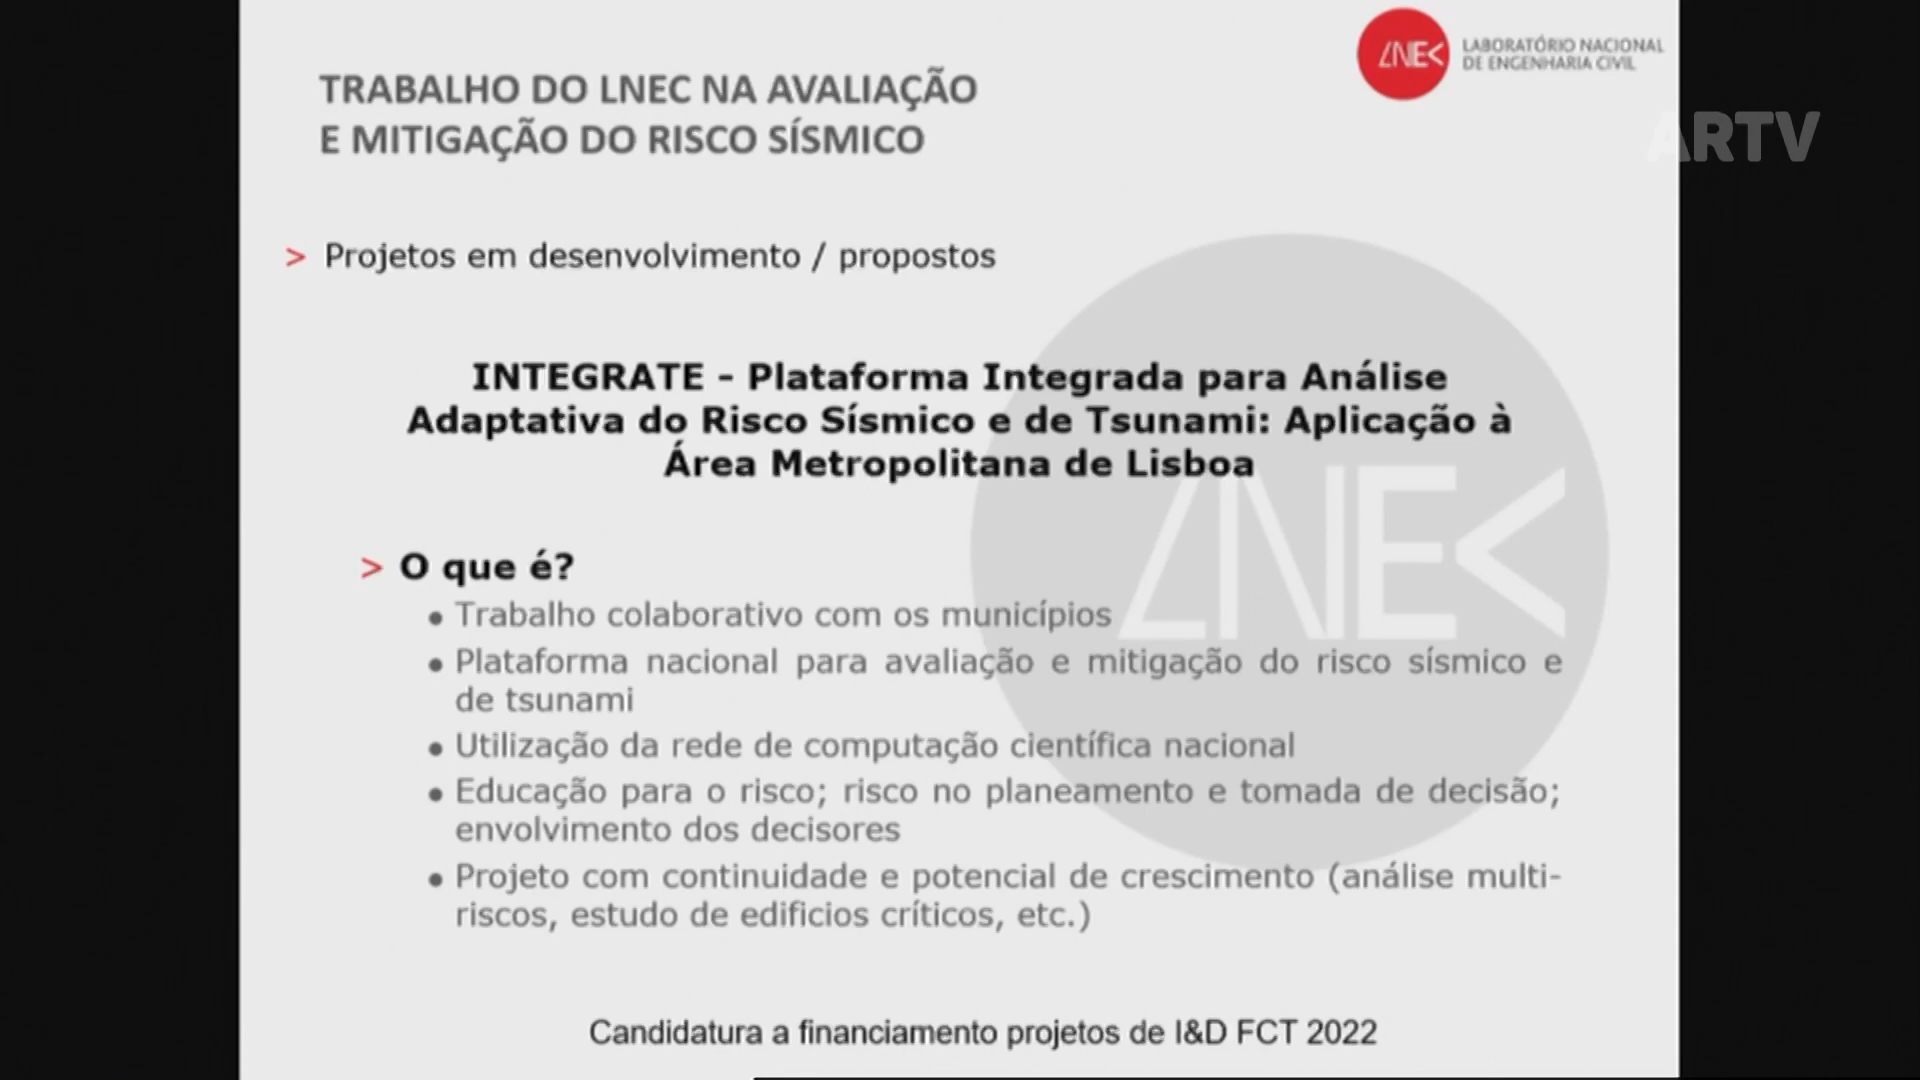 LNEC
LABORATÓRIO NACIONAL
DE ENGENHARIA CIVIL
ARTV
TRABALHO DO LNEC NA AVALIAÇÃO
E MITIGAÇÃO DO RISCO SÍSMICO
> Projetos em desenvolvimento / propostos
INTEGRATE - Plataforma Integrada para Análise
Adaptativa do Risco Sísmico e de Tsunami: Aplicação à
Área Metropolitana de Lisboa
LNEC
> O que é?
• Trabalho colaborativo com os municípios
• Plataforma nacional para avaliação e mitigação do risco sísmico e
de tsunami
• Utilização da rede de computação científica nacional
• Educação para o risco; risco no planeamento e tomada de decisão;
envolvimento dos decisores
• Projeto com continuidade e potencial de crescimento (análise multi-
riscos, estudo de edificios críticos, etc.)
Candidatura a financiamento projetos de I&D FCT 2022